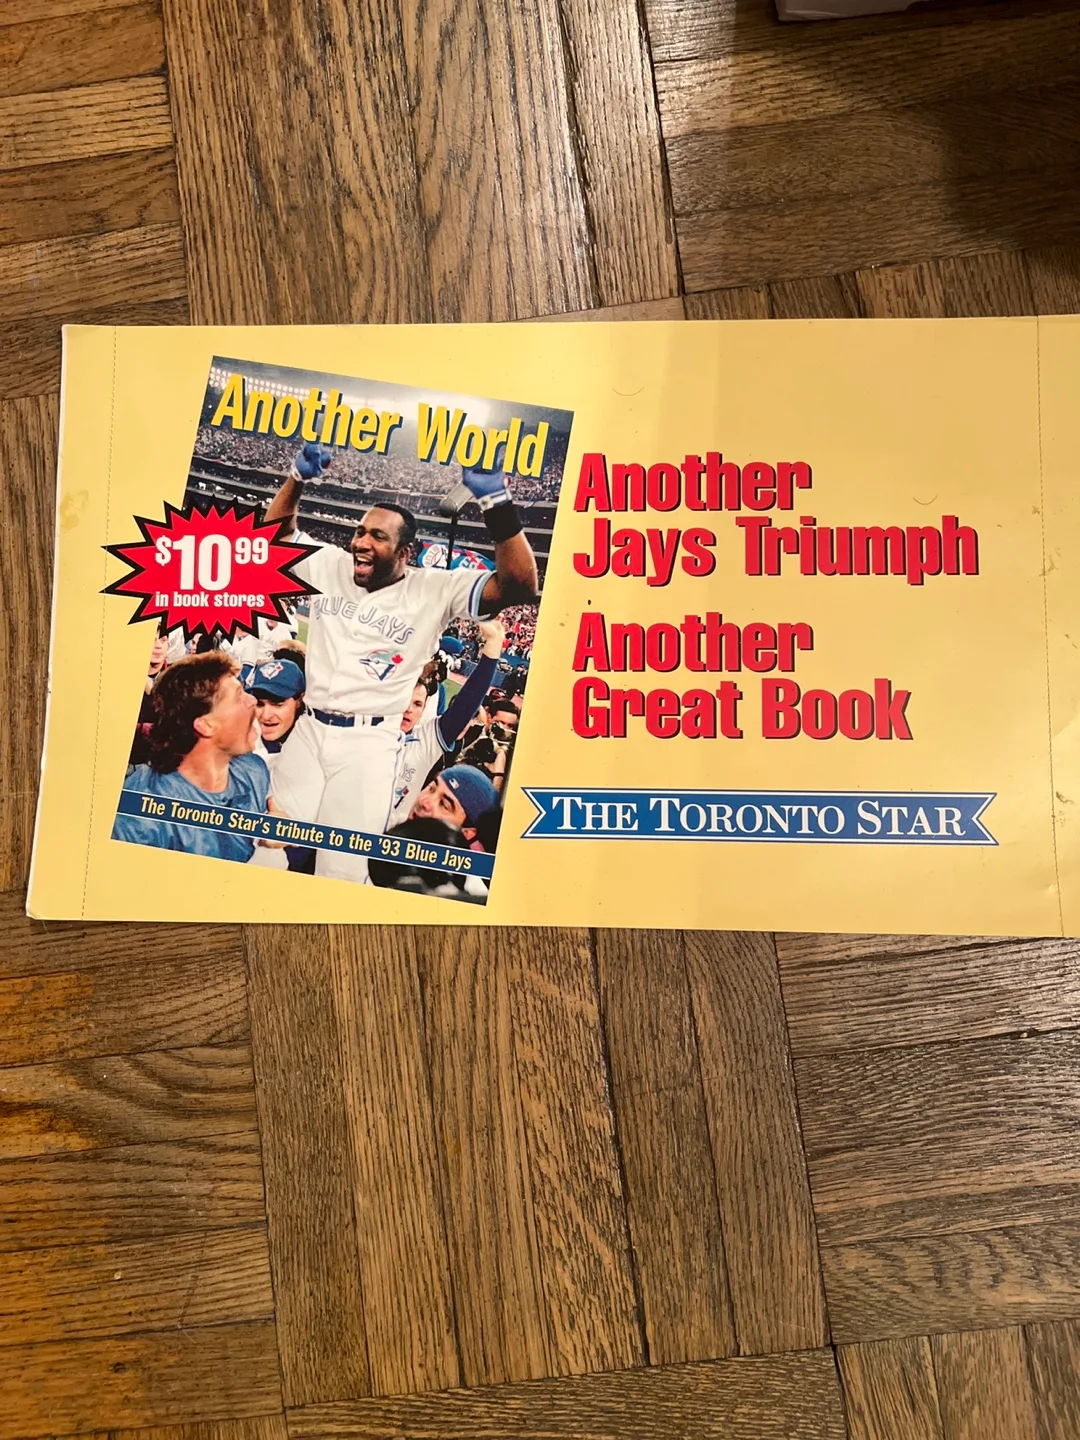 Another World
$10.99
in book stores
BLUE JAYS
The Toronto Star's tribute to the '93 Blue Jays
Another
Jays Triumph
Another
Great Book
THE TORONTO STAR